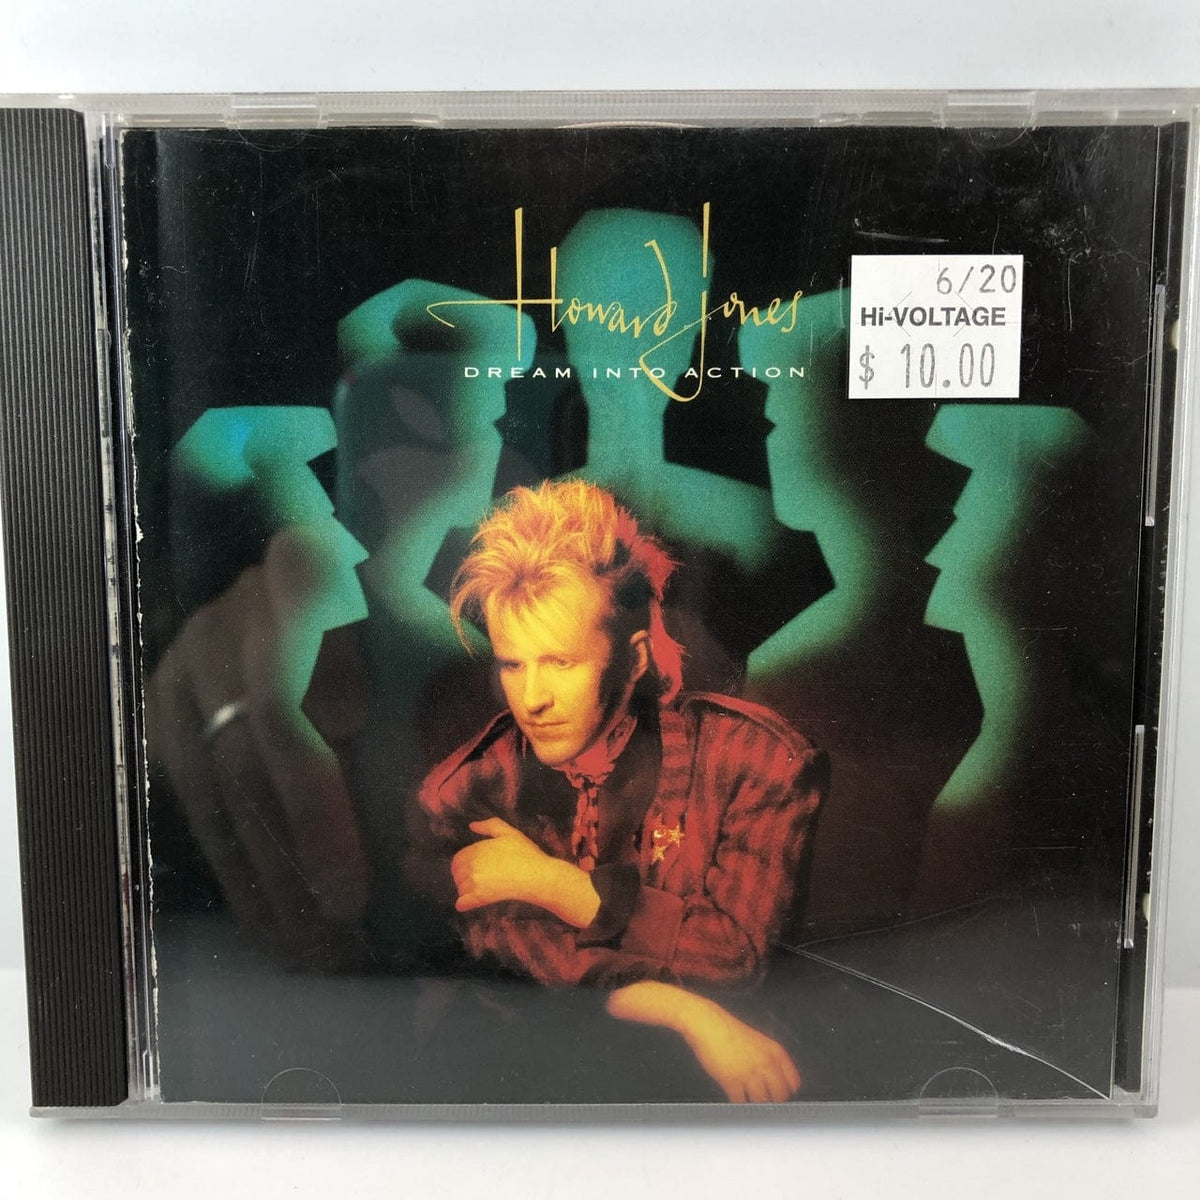 Howard Jones
DREAM INTO ACTION
6/20
Hi-VOLTAGE
$ 10.00